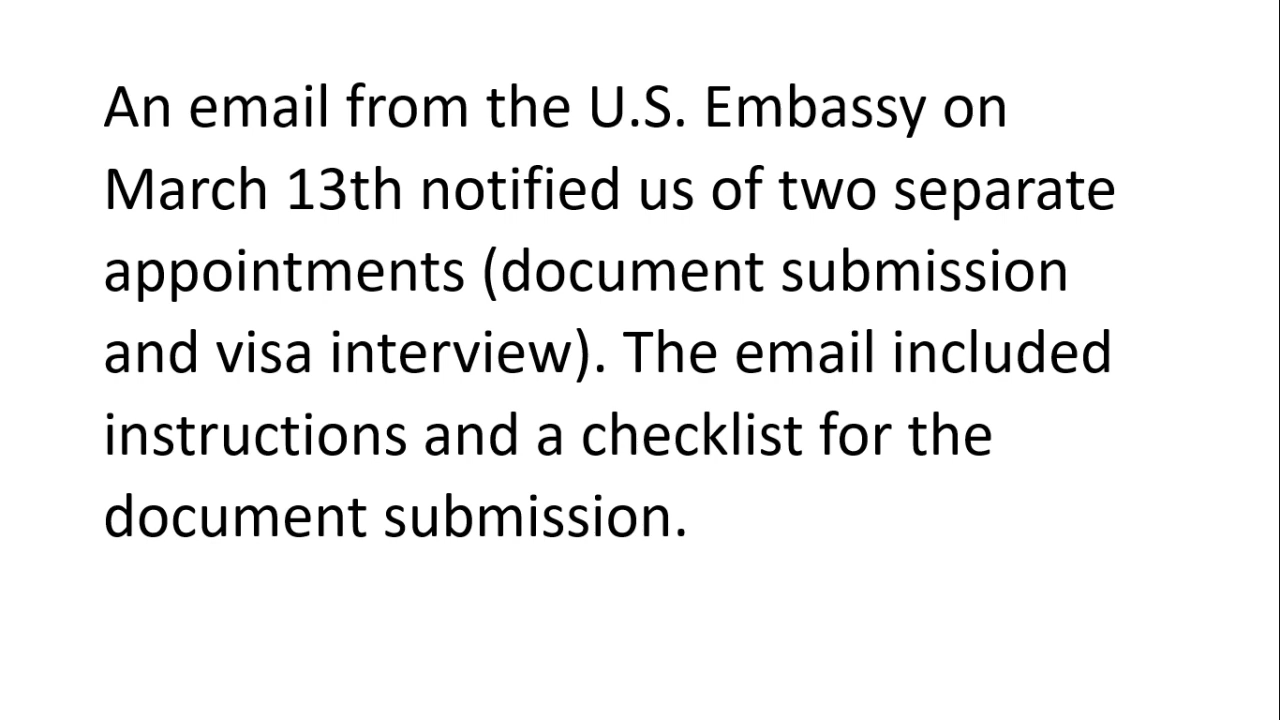 An email from the U.S. Embassy on
March 13th notified us of two separate
appointments (document submission
and visa interview). The email included
instructions and a checklist for the
document submission.